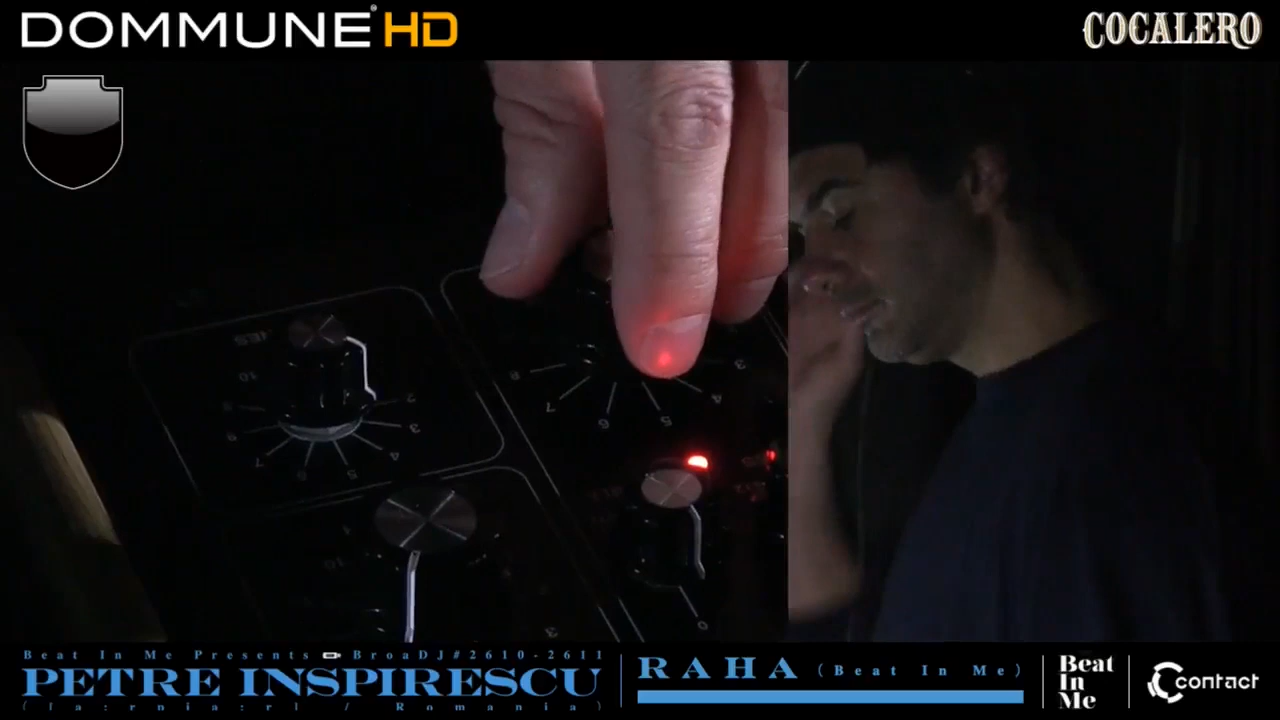 DOMMUNE HD
COCALERO
Beat In Me Presents BroaDJ#2610-2611
PETRE INSPIRESCU
([a:rpia:r] / Romania)
RAHA (Beat In Me)
Beat
In
Me
contact